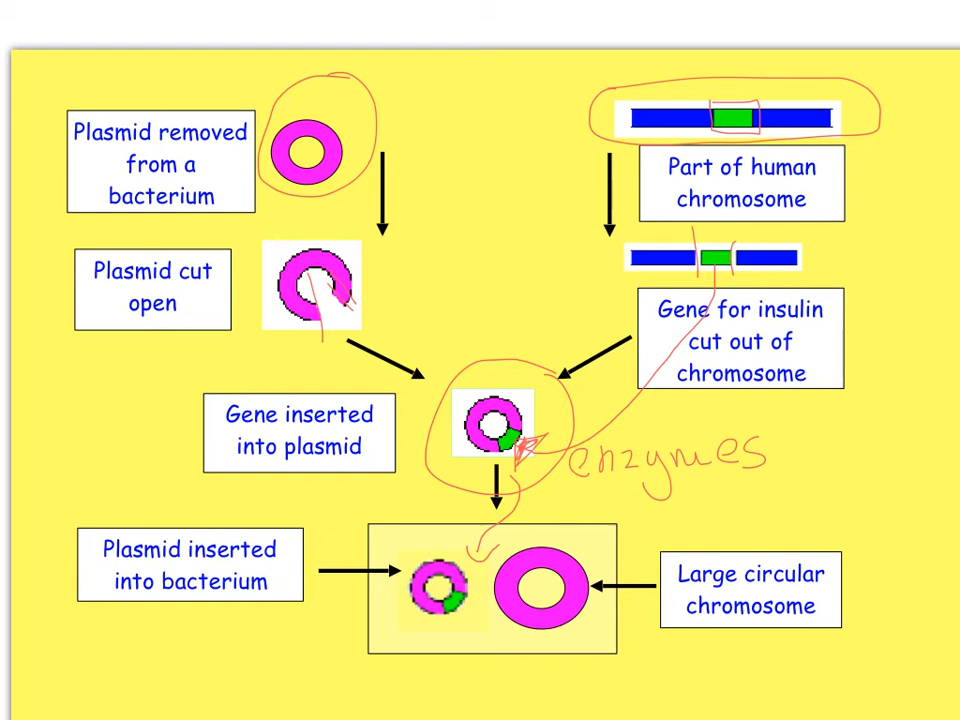 Plasmid removed
from a
bacterium
Part of human
chromosome
Plasmid cut
open
Gene for insulin
cut out of
chromosome
Gene inserted
into plasmid
enzymes
Plasmid inserted
into bacterium
Large circular
chromosome